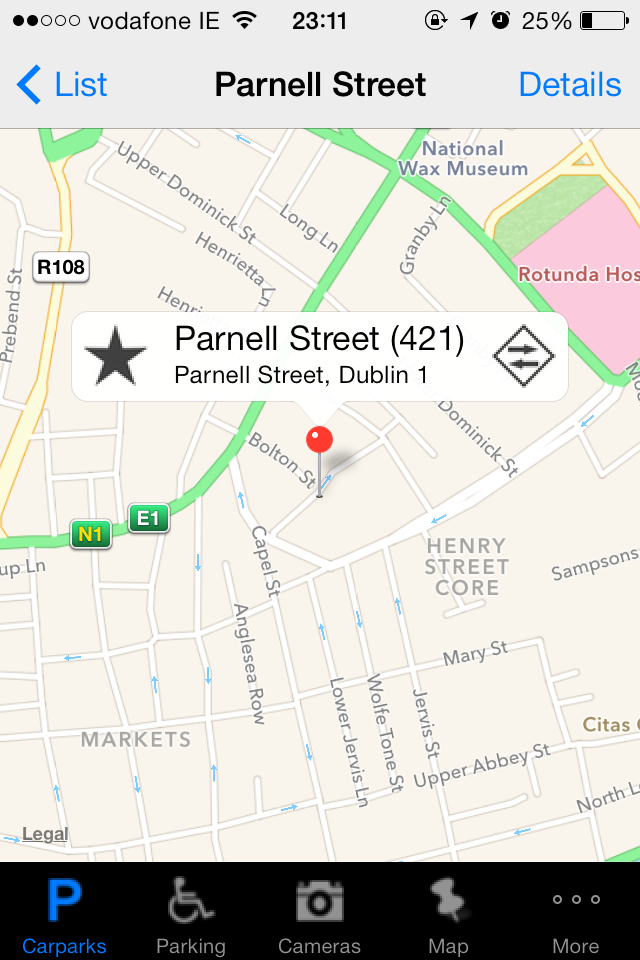 vodafone IE 23:11 25%
List Parnell Street Details
National
Wax Museum
Upper Dominick St
Long Ln
Granby Ln
Henrietta Ln
R108
Rotunda Hos
Prebend St
Henri
Parnell Street (421)
Parnell Street, Dublin 1
Dominick St
Bolton St
E1
N1
HENRY
STREET
CORE
up Ln
Capel St
Sampsons
Anglesea Row
Mary St
Lower Jervis Ln
Wolfe Tone St
Jervis St
Citas
MARKETS
Upper Abbey St
North L
Legal
P
Carparks Parking Cameras Map More